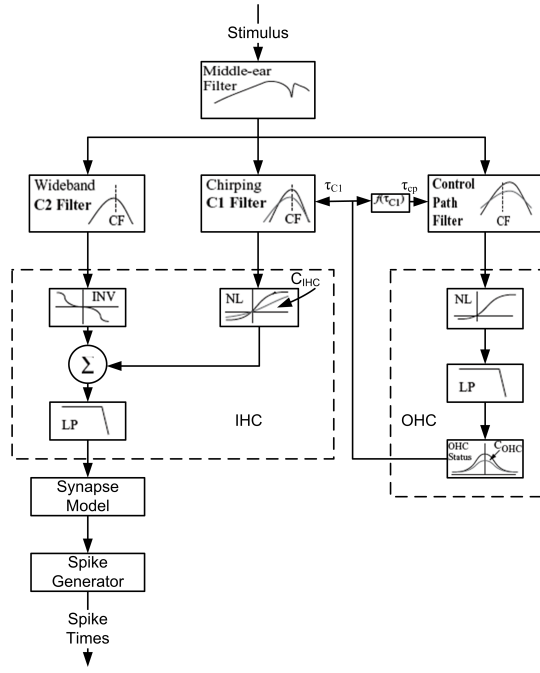 Stimulus
Middle-ear
Filter
Wideband
C2 Filter
CF
Chirping
C1 Filter
CF
τC1
f(τC1)
τcp
Control
Path
Filter
CF
INV
NL
CIHC
NL
Σ
LP
LP
IHC
OHC
OHC
Status
COHC
Synapse
Model
Spike
Generator
Spike
Times